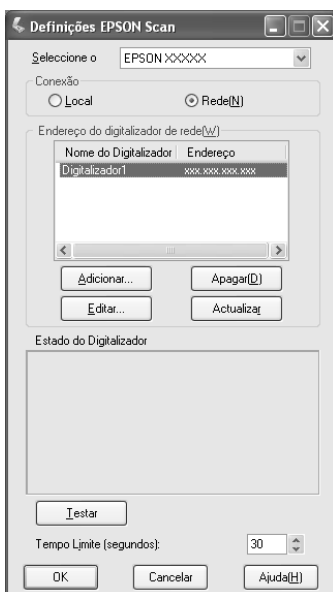 Definições EPSON Scan
Seleccione o EPSON XXXXX
Conexão
Local Rede(N)
Endereço do digitalizador de rede(W)
Nome do Digitalizador Endereço
Digitalizador1 xxx.xxx.xxx.xxx
Adicionar... Apagar(D)
Editar... Actualizar
Estado do Digitalizador
Testar
Tempo Limite (segundos): 30
OK Cancelar Ajuda(H)